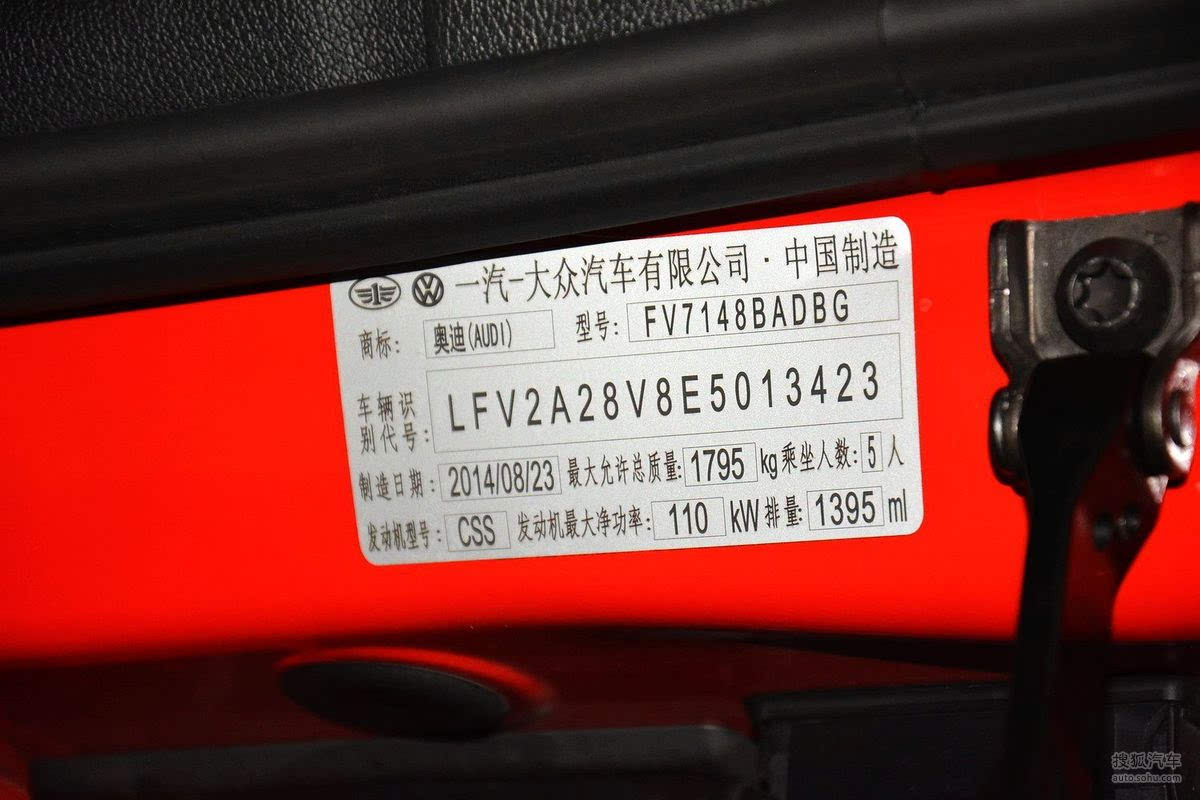 一汽-大众汽车有限公司·中国制造
商标: 奥迪(AUDI) 型号: FV7148BADBG
车辆识别代号: LFV2A28V8E5013423
制造日期: 2014/08/23 最大允许总质量: 1795 kg 乘坐人数: 5 人
发动机型号: CSS 发动机最大净功率: 110 kW 排量: 1395 ml
搜狐汽车
auto.sohu.com